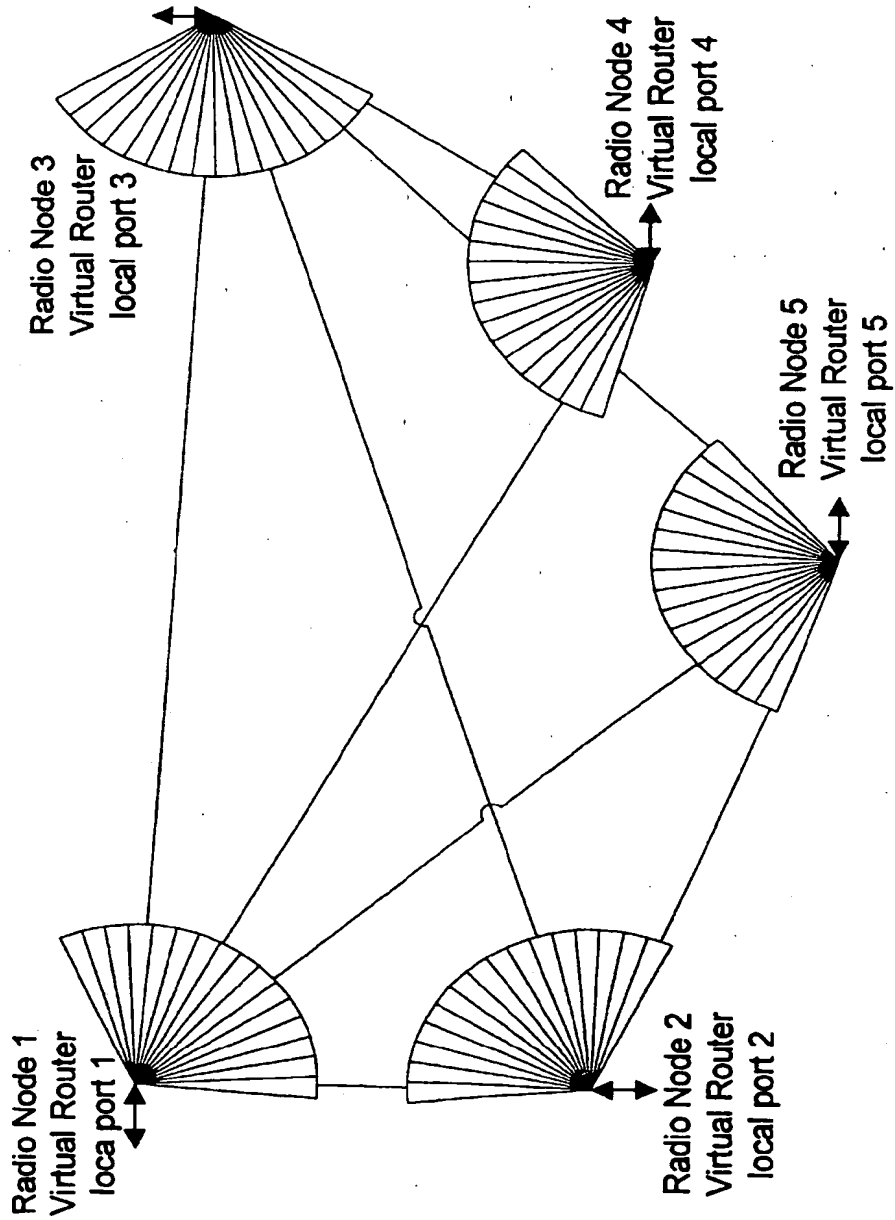 Radio Node 1
Virtual Router
loca port 1
Radio Node 2
Virtual Router
local port 2
Radio Node 3
Virtual Router
local port 3
Radio Node 4
Virtual Router
local port 4
Radio Node 5
Virtual Router
local port 5